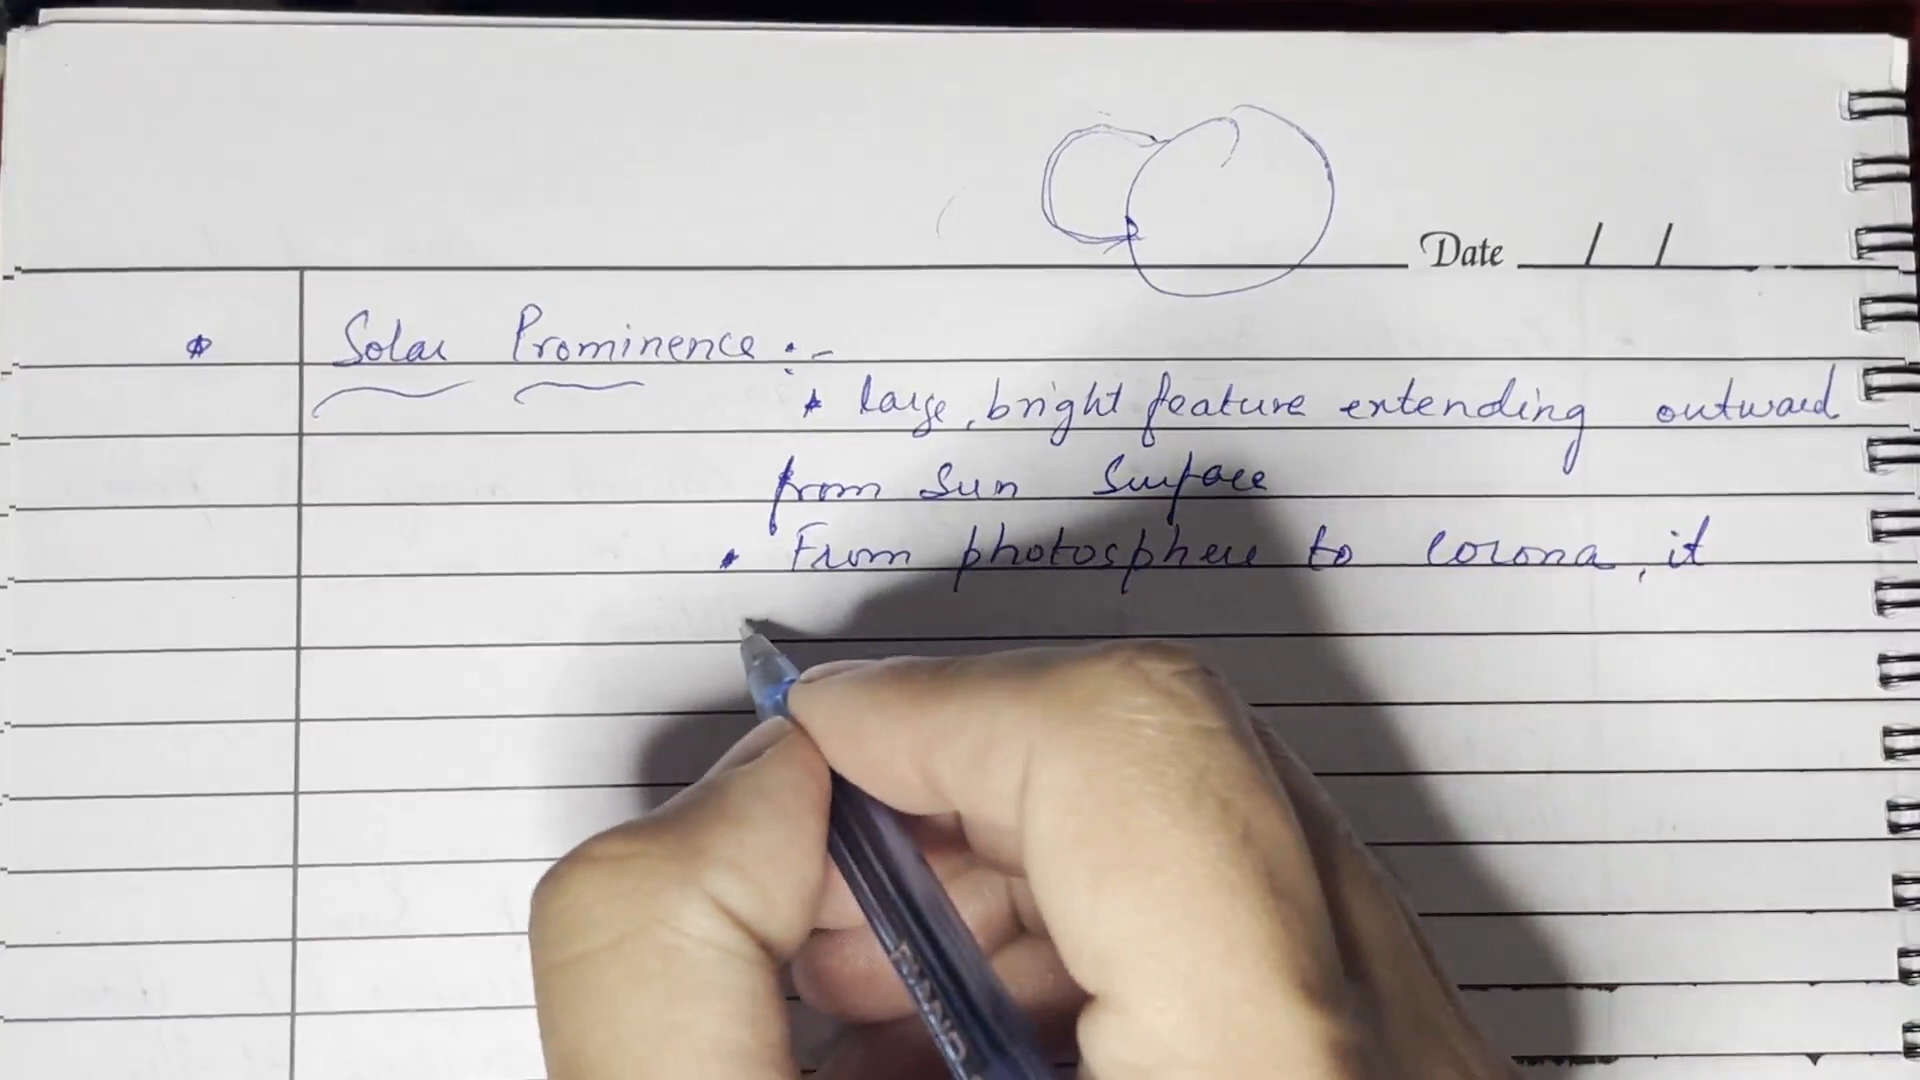 Date / /
Solar Prominence :-
* large, bright feature extending outward
from Sun Surface
• From photosphere to corona, it